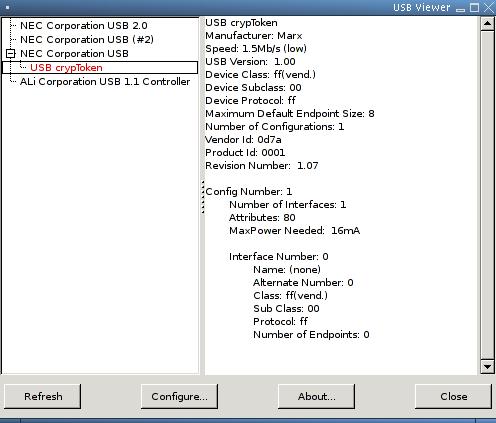 USB Viewer
NEC Corporation USB 2.0
NEC Corporation USB (#2)
NEC Corporation USB
USB crypToken
ALi Corporation USB 1.1 Controller
USB crypToken
Manufacturer: Marx
Speed: 1.5Mb/s (low)
USB Version:  1.00
Device Class: ff(vend.)
Device Subclass: 00
Device Protocol: ff
Maximum Default Endpoint Size: 8
Number of Configurations: 1
Vendor Id: 0d7a
Product Id: 0001
Revision Number:  1.07
Config Number: 1
Number of Interfaces: 1
Attributes: 80
MaxPower Needed:  16mA
Interface Number: 0
Name: (none)
Alternate Number: 0
Class: ff(vend.)
Sub Class: 00
Protocol: ff
Number of Endpoints: 0
Refresh
Configure...
About...
Close